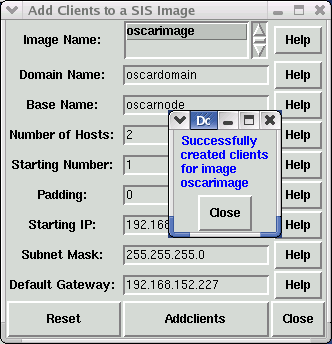 Add Clients to a SIS Image
Image Name:
oscarimage
Help
Domain Name:
oscardomain
Help
Base Name:
oscarnode
Help
Number of Hosts:
2
Help
Starting Number:
1
Help
Padding:
0
Help
Starting IP:
192.168
Help
Subnet Mask:
255.255.255.0
Help
Default Gateway:
192.168.152.227
Help
Reset
Addclients
Close
Dc
Successfully
created clients
for image
oscarimage
Close